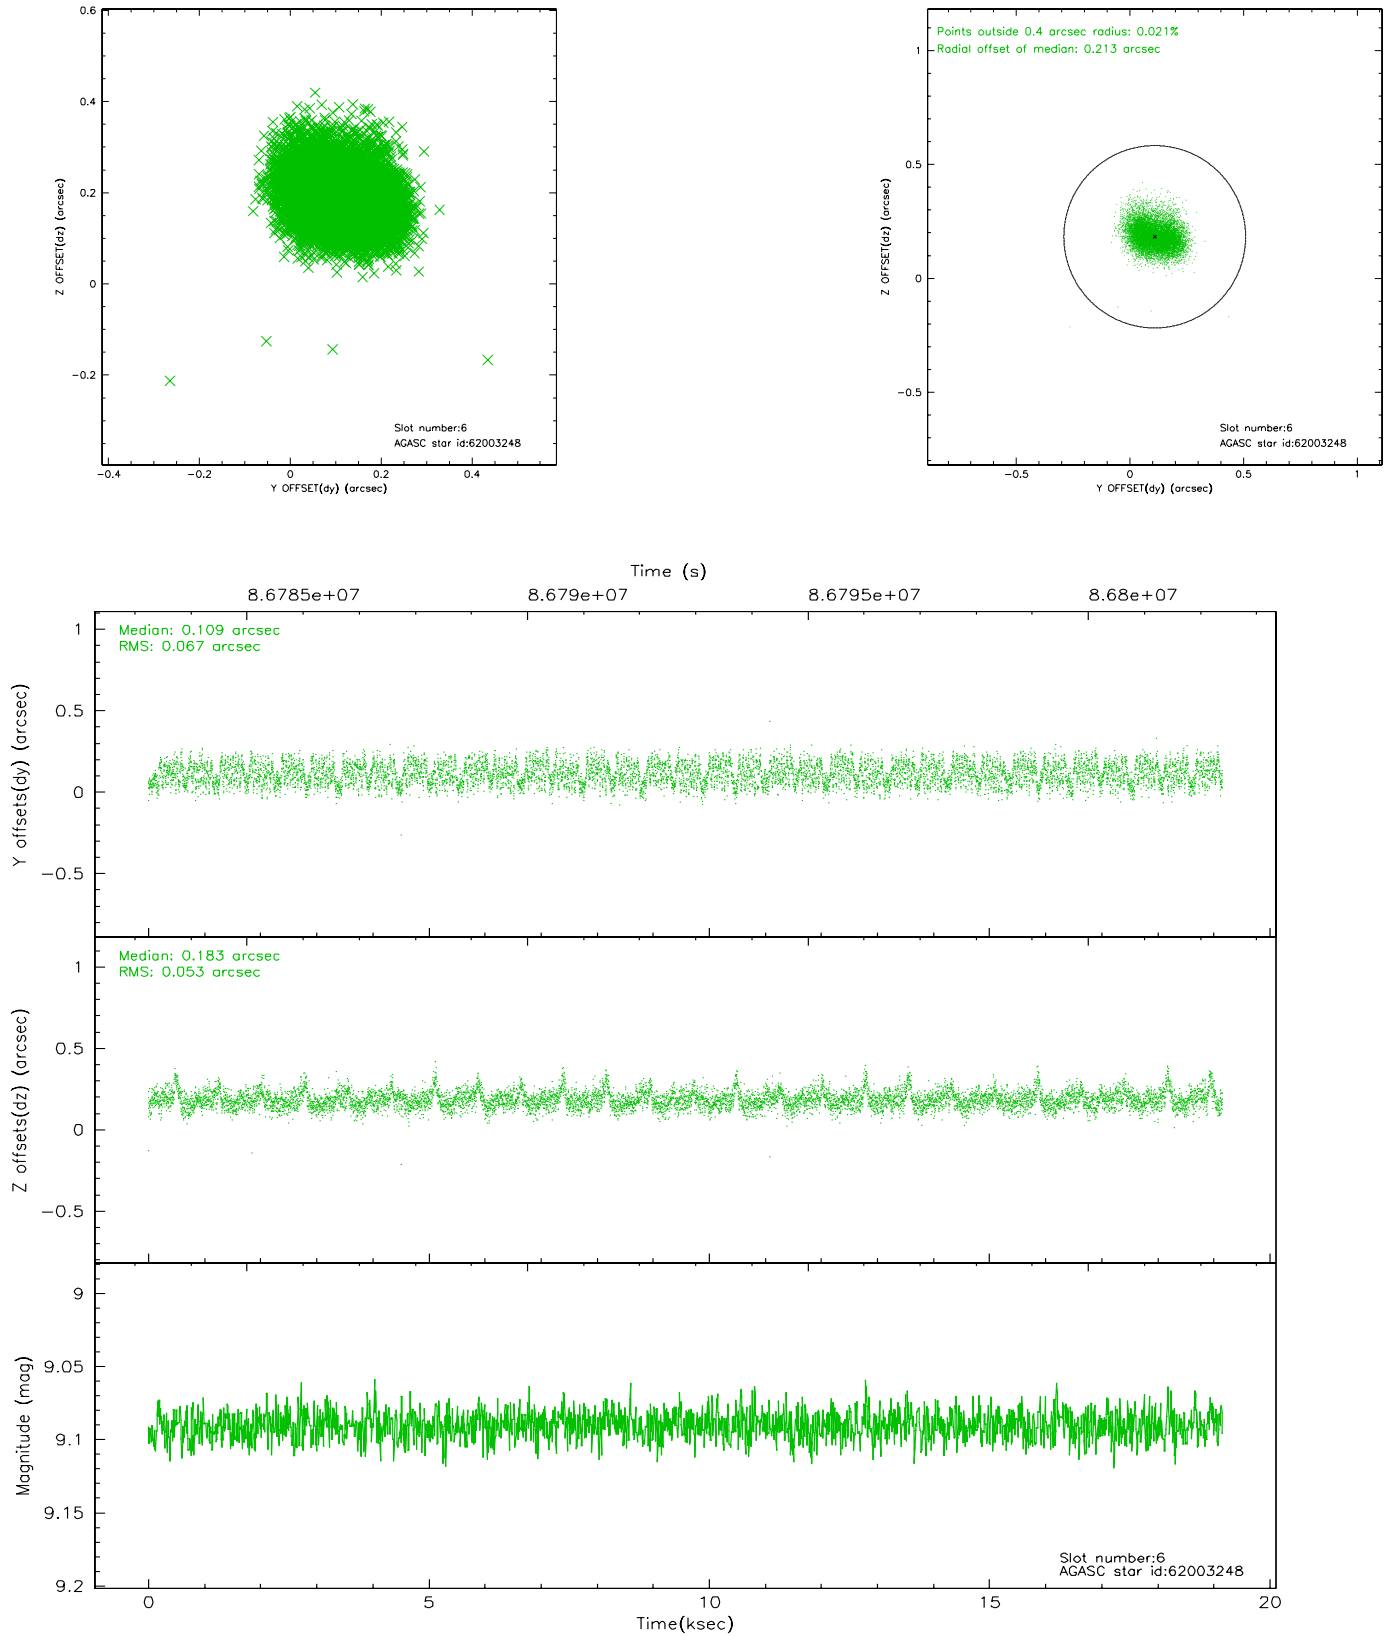 0.6
0.4
0.2
0
−0.2
−0.4
−0.2
0
0.2
0.4
Z OFFSET(dz) (arcsec)
Y OFFSET(dy) (arcsec)
Slot number:6
AGASC star id:62003248
Points outside 0.4 arcsec radius: 0.021%
Radial offset of median: 0.213 arcsec
1
0.5
0
−0.5
−0.5
0
0.5
1
Z OFFSET(dz) (arcsec)
Y OFFSET(dy) (arcsec)
Slot number:6
AGASC star id:62003248
Time (s)
8.6785e+07
8.679e+07
8.6795e+07
8.68e+07
Median: 0.109 arcsec
RMS: 0.067 arcsec
1
0.5
0
−0.5
Y offsets(dy) (arcsec)
Median: 0.183 arcsec
RMS: 0.053 arcsec
1
0.5
0
−0.5
Z offsets(dz) (arcsec)
9
9.05
9.1
9.15
9.2
Magnitude (mag)
Slot number:6
AGASC star id:62003248
0
5
10
15
20
Time(ksec)